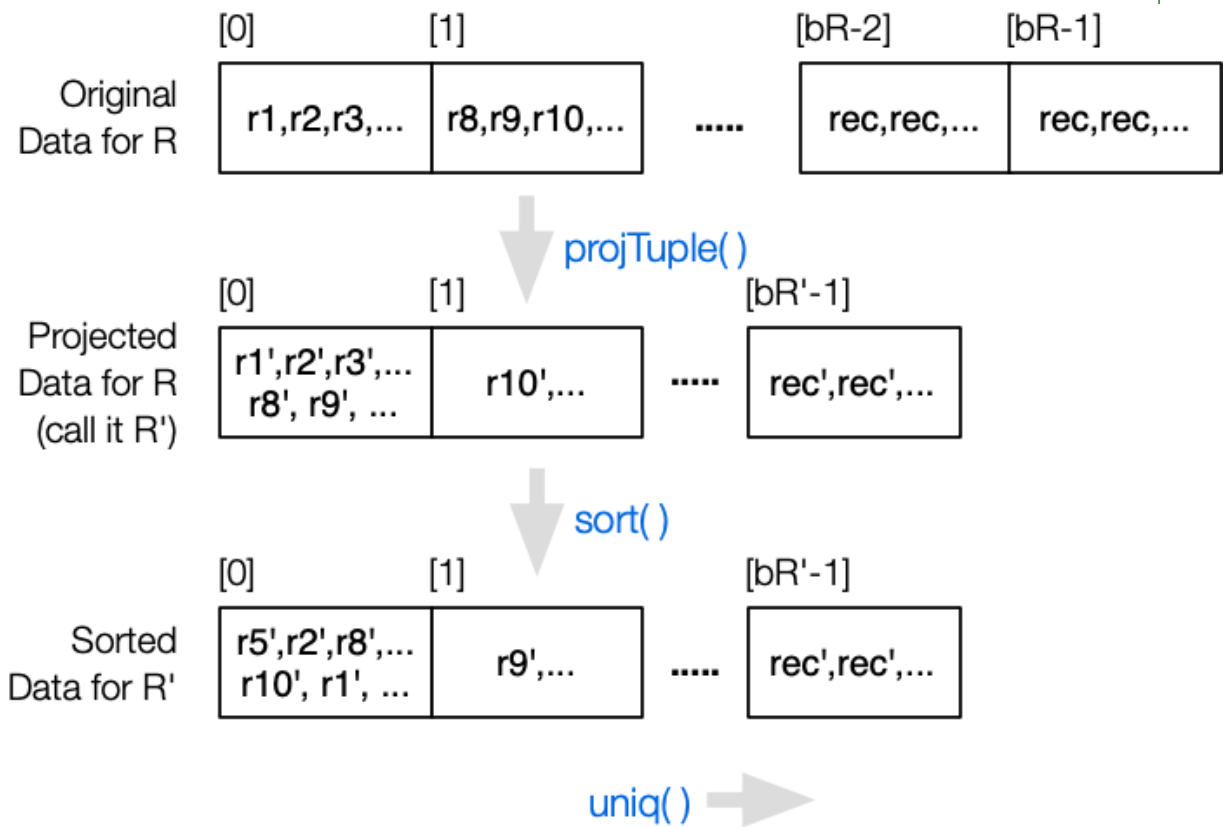 [0] [1] [bR-2] [bR-1]
Original
Data for R
r1,r2,r3,... r8,r9,r10,... ..... rec,rec,... rec,rec,...
projTuple( )
[0] [1] [bR'-1]
Projected
Data for R
(call it R')
r1',r2',r3',...
r8', r9', ...
r10',... ..... rec',rec',...
sort( )
[0] [1] [bR'-1]
Sorted
Data for R'
r5',r2',r8',...
r10', r1', ...
r9',... ..... rec',rec',...
uniq( )